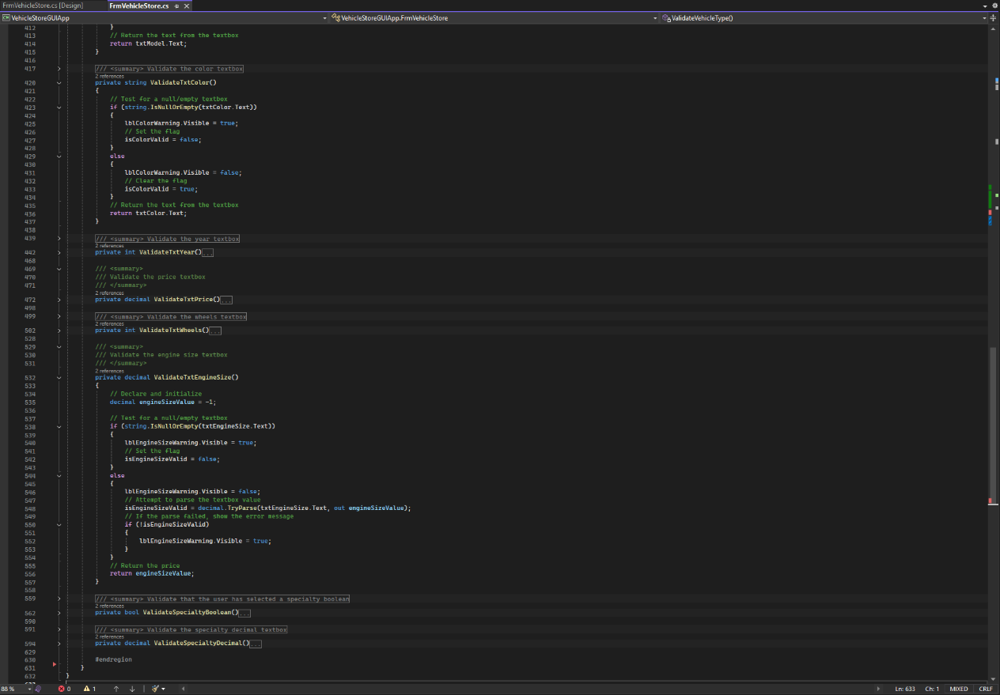 FrmVehicleStore.cs [Design]
FrmVehicleStore.cs
VehicleStoreGUIApp
VehicleStoreGUIApp.FrmVehicleStore
ValidateVehicleType()
412 }
413 // Return the text from the textbox
414 return txtModel.Text;
415 }
416
417 /// <summary> Validate the color textbox
2 references
420 private string ValidateTxtColor()
421 {
422 // Test for a null/empty textbox
423 if (string.IsNullOrEmpty(txtColor.Text))
424 {
425 lblColorWarning.Visible = true;
426 // Set the flag
427 isColorValid = false;
428 }
429 else
430 {
431 lblColorWarning.Visible = false;
432 // Clear the flag
433 isColorValid = true;
434 }
435 // Return the text from the textbox
436 return txtColor.Text;
437 }
438
439 /// <summary> Validate the year textbox
2 references
442 private int ValidateTxtYear()...
468
469 /// <summary>
470 /// Validate the price textbox
471 /// </summary>
2 references
472 private decimal ValidateTxtPrice()...
498
499 /// <summary> Validate the wheels textbox
2 references
502 private int ValidateTxtWheels()...
528
529 /// <summary>
530 /// Validate the engine size textbox
531 /// </summary>
2 references
532 private decimal ValidateTxtEngineSize()
533 {
534 // Declare and initialize
535 decimal engineSizeValue = -1;
536
537 // Test for a null/empty textbox
538 if (string.IsNullOrEmpty(txtEngineSize.Text))
539 {
540 lblEngineSizeWarning.Visible = true;
541 // Set the flag
542 isEngineSizeValid = false;
543 }
544 else
545 {
546 lblEngineSizeWarning.Visible = false;
547 // Attempt to parse the textbox value
548 isEngineSizeValid = decimal.TryParse(txtEngineSize.Text, out engineSizeValue);
549 // If the parse failed, show the error message
550 if (!isEngineSizeValid)
551 {
552 lblEngineSizeWarning.Visible = true;
553 }
554 }
555 // Return the price
556 return engineSizeValue;
557 }
558
559 /// <summary> Validate that the user has selected a specialty boolean
2 references
562 private bool ValidateSpecialtyBoolean()...
590
591 /// <summary> Validate the specialty decimal textbox
2 references
594 private decimal ValidateSpecialtyDecimal()...
629
630 #endregion
631 }
632 }
88 % 0 1 Ln: 633 Ch: 1 MIXED CRLF